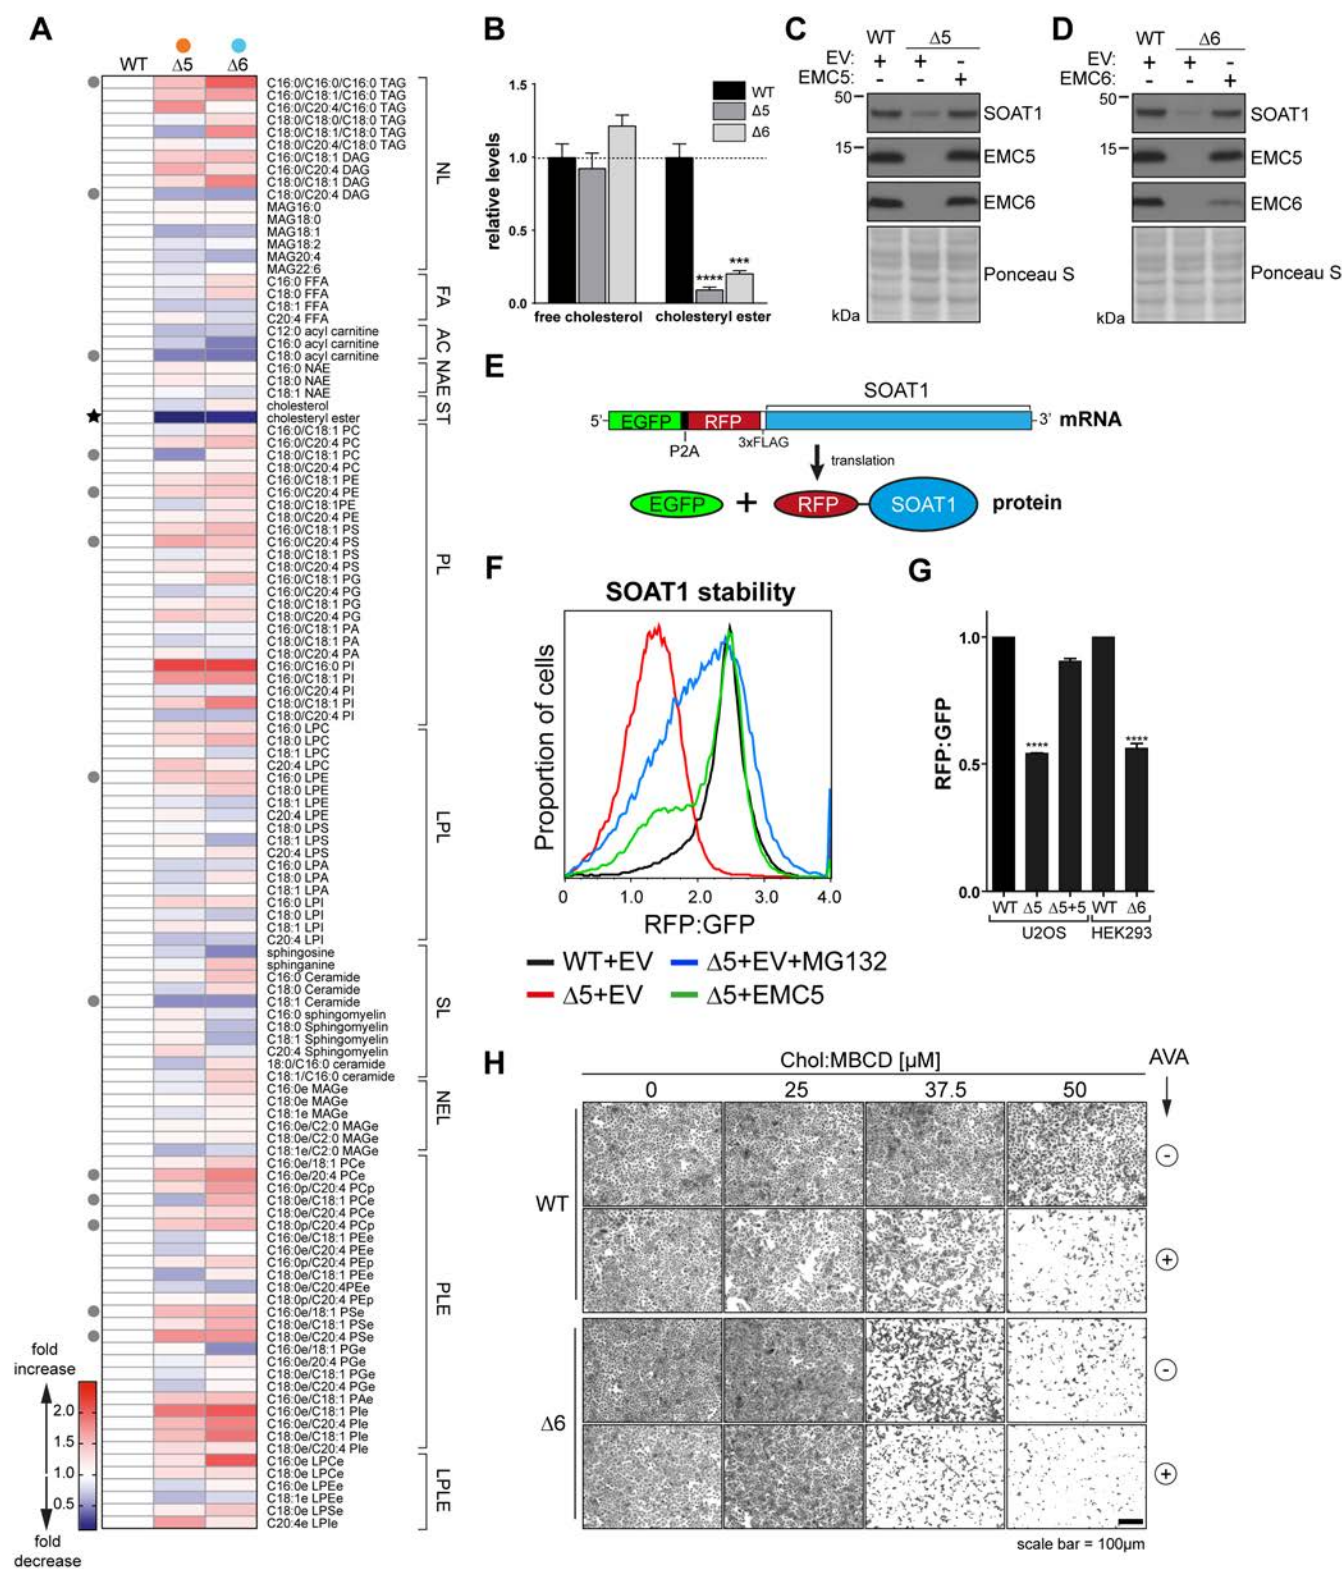 A
WT
Δ5
Δ6
C16:0/C16:0/C16:0 TAG
C16:0/C18:1/C16:0 TAG
C16:0/C20:4/C16:0 TAG
C18:0/C18:0/C18:0 TAG
C18:0/C18:1/C18:0 TAG
C18:0/C20:4/C18:0 TAG
C16:0/C18:1 DAG
C16:0/C20:4 DAG
C18:0/C18:1 DAG
C18:0/C20:4 DAG
MAG16:0
MAG18:0
MAG18:1
MAG18:2
MAG20:4
MAG22:6
NL
C16:0 FFA
C18:0 FFA
C18:1 FFA
C20:4 FFA
FA
C12:0 acyl carnitine
C16:0 acyl carnitine
C18:0 acyl carnitine
AC
C16:0 NAE
C18:0 NAE
C18:1 NAE
NAE
cholesterol
cholesteryl ester
ST
C16:0/C18:1 PC
C16:0/C20:4 PC
C18:0/C18:1 PC
C18:0/C20:4 PC
C16:0/C18:1 PE
C16:0/C20:4 PE
C18:0/C18:1PE
C18:0/C20:4 PE
C16:0/C18:1 PS
C16:0/C20:4 PS
C18:0/C18:1 PS
C18:0/C20:4 PS
C16:0/C18:1 PG
C16:0/C20:4 PG
C18:0/C18:1 PG
C18:0/C20:4 PG
C16:0/C18:1 PA
C18:0/C18:1 PA
C18:0/C20:4 PA
C16:0/C16:0 PI
C16:0/C18:1 PI
C16:0/C20:4 PI
C18:0/C18:1 PI
C18:0/C20:4 PI
PL
C16:0 LPC
C18:0 LPC
C18:1 LPC
C20:4 LPC
C16:0 LPE
C18:0 LPE
C18:1 LPE
C20:4 LPE
C18:0 LPS
C18:1 LPS
C20:4 LPS
C16:0 LPA
C18:0 LPA
C18:1 LPA
C16:0 LPI
C18:0 LPI
C18:1 LPI
C20:4 LPI
LPL
sphingosine
sphinganine
C16:0 Ceramide
C18:0 Ceramide
C18:1 Ceramide
C16:0 sphingomyelin
C18:0 Sphingomyelin
C18:1 Sphingomyelin
C20:4 Sphingomyelin
18:0/C16:0 ceramide
C18:1/C16:0 ceramide
SL
C16:0e MAGe
C18:0e MAGe
C18:1e MAGe
C16:0e/C2:0 MAGe
C18:0e/C2:0 MAGe
C18:1e/C2:0 MAGe
NEL
C16:0e/18:1 PCe
C16:0e/20:4 PCe
C16:0p/C20:4 PCp
C18:0e/C18:1 PCe
C18:0e/C20:4 PCe
C18:0p/C20:4 PCp
C16:0e/C18:1 PEe
C16:0e/C20:4 PEe
C16:0p/C20:4 PEp
C18:0e/C18:1 PEe
C18:0e/C20:4PEe
C18:0p/C20:4 PEp
C16:0e/18:1 PSe
C18:0e/C18:1 PSe
C18:0e/C20:4 PSe
C16:0e/18:1 PGe
C16:0e/20:4 PGe
C18:0e/C18:1 PGe
C18:0e/C20:4 PGe
C16:0e/C18:1 PAe
C16:0e/C18:1 PIe
C16:0e/C20:4 PIe
C18:0e/C18:1 PIe
C18:0e/C20:4 PIe
PLE
C16:0e LPCe
C18:0e LPCe
C16:0e LPEe
C18:1e LPEe
C18:0e LPSe
C20:4e LPIe
LPLE
fold
increase
2.0
1.5
1.0
0.5
fold
decrease
B
relative levels
1.5
1.0
0.5
0.0
WT
Δ5
Δ6
****
***
free cholesterol
cholesteryl ester
C
WT Δ5
EV: + + -
EMC5: - - +
50
15
SOAT1
EMC5
EMC6
Ponceau S
kDa
D
WT Δ6
EV: + + -
EMC6: - - +
50
15
SOAT1
EMC5
EMC6
Ponceau S
kDa
E
SOAT1
5'- EGFP RFP -3' mRNA
P2A
3xFLAG
translation
EGFP + RFP SOAT1 protein
F
SOAT1 stability
Proportion of cells
0 1.0 2.0 3.0 4.0
RFP:GFP
WT+EV
Δ5+EV+MG132
Δ5+EV
Δ5+EMC5
G
RFP:GFP
1.0
0.5
0.0
****
****
WT Δ5 Δ5+5 WT Δ6
U2OS HEK293
H
Chol:MBCD [µM]
AVA
0 25 37.5 50
WT
-
+
Δ6
-
+
scale bar = 100µm